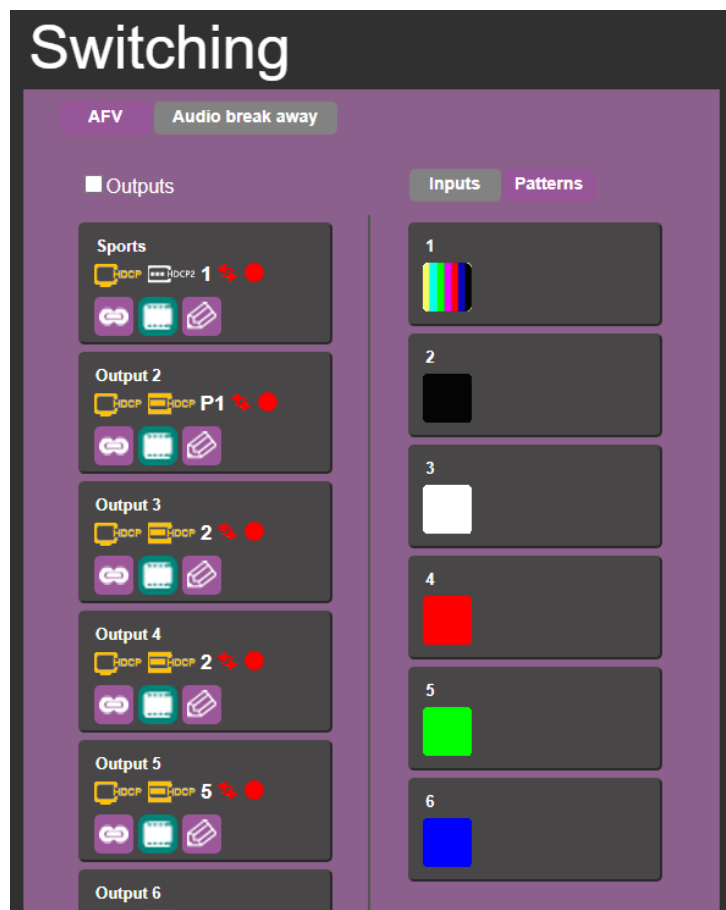 Switching
AFV Audio break away
Outputs
Inputs Patterns
Sports
HDCP HDCP2 1
Output 2
HDCP HDCP P1
Output 3
HDCP HDCP 2
Output 4
HDCP HDCP 2
Output 5
HDCP HDCP 5
Output 6
1
2
3
4
5
6